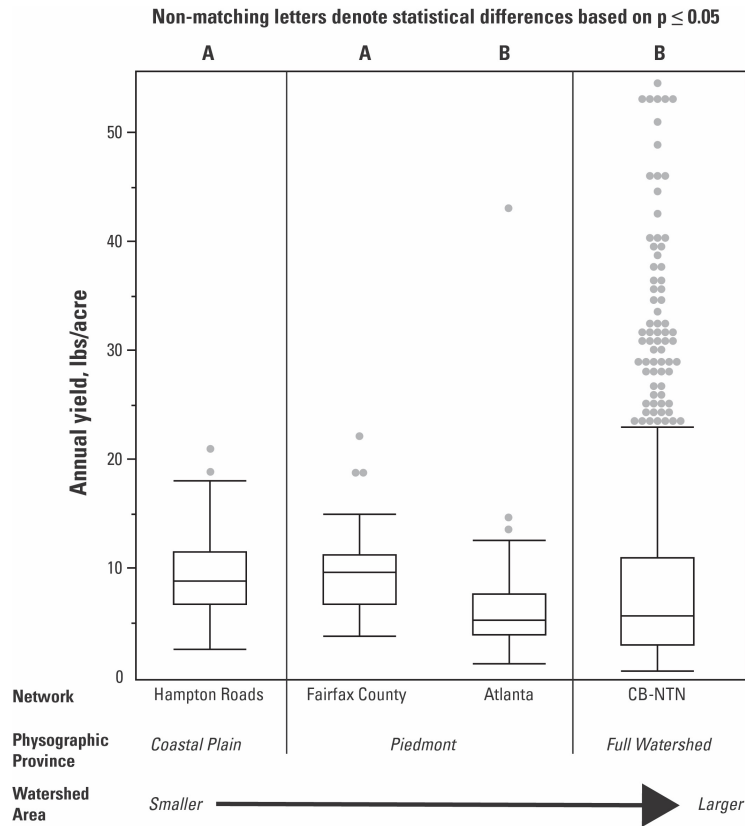 Non-matching letters denote statistical differences based on p ≤ 0.05
A A B B
Annual yield, lbs/acre
50
40
30
20
10
0
Network Hampton Roads Fairfax County Atlanta CB-NTN
Physographic
Province
Coastal Plain Piedmont Full Watershed
Watershed
Area
Smaller Larger